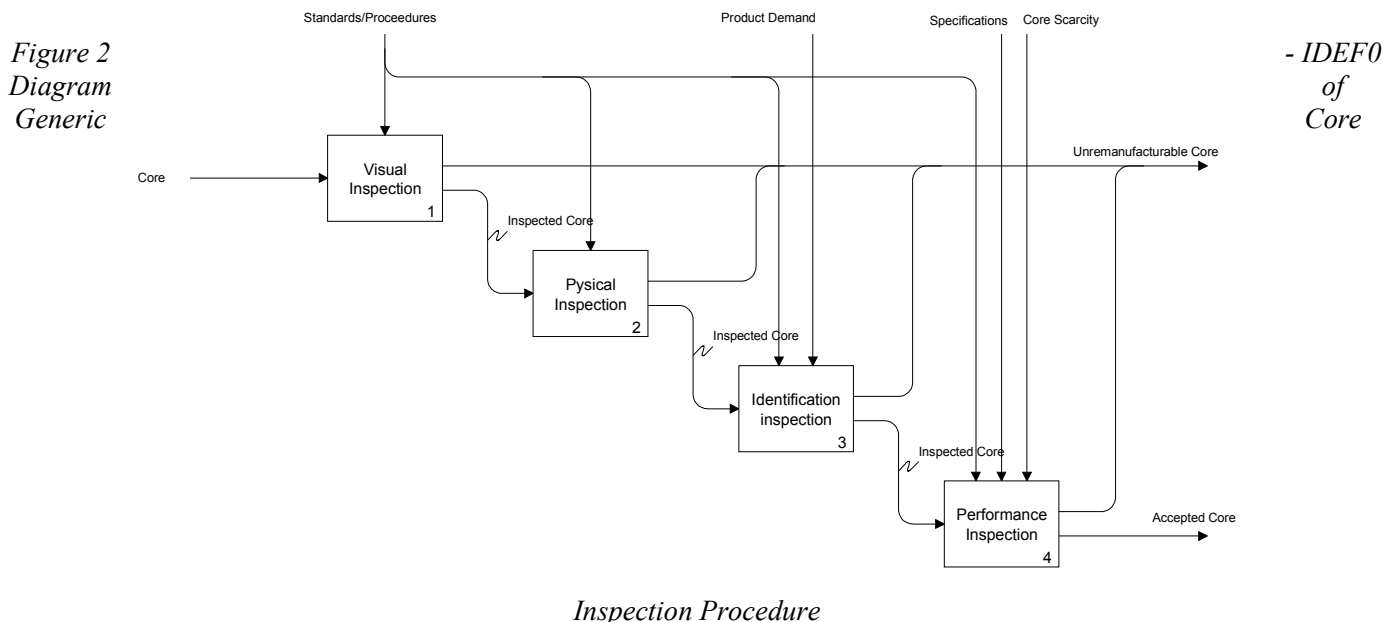 Standards/Proceedures
Product Demand
Specifications
Core Scarcity
Figure 2
- IDEF0
Diagram
of
Generic
Core
Visual
Inspection
1
Unremanufacturable Core
Core
Inspected Core
Pysical
Inspection
2
Inspected Core
Identification
inspection
3
Inspected Core
Performance
Inspection
4
Accepted Core
Inspection Procedure